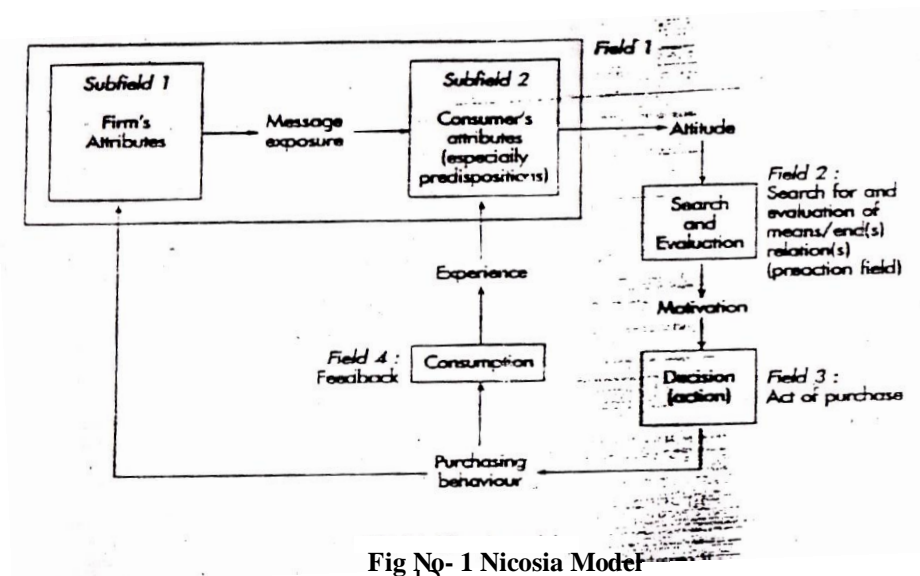 Field 1
Subfield 1
Firm's
Attributes
Message
exposure
Subfield 2
Consumer's
attributes
(especially
predispositions)
Attitude
Search
and
Evaluation
Field 2 :
Search for and
evaluation of
means/end(s)
relation(s)
(preaction field)
Motivation
Decision
(action)
Field 3 :
Act of purchase
Purchasing
behaviour
Field 4 :
Feedback
Consumption
Experience
Fig No- 1 Nicosia Model